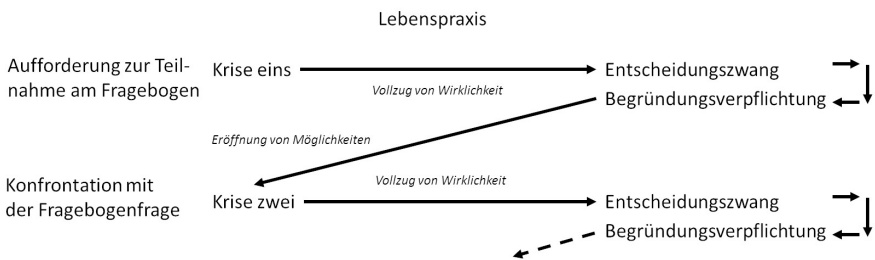 Lebenspraxis
Aufforderung zur Teil-
nahme am Fragebogen
Krise eins
Vollzug von Wirklichkeit
Entscheidungszwang
Begründungsverpflichtung
Eröffnung von Möglichkeiten
Konfrontation mit
der Fragebogenfrage
Krise zwei
Vollzug von Wirklichkeit
Entscheidungszwang
Begründungsverpflichtung